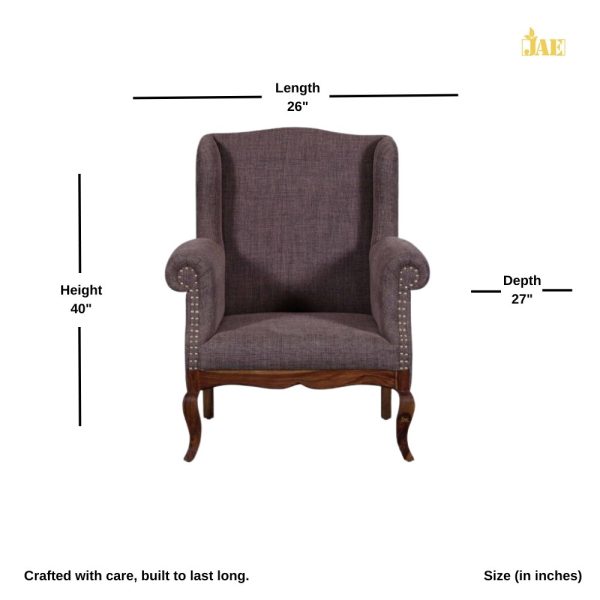 JAE
Length
26"
Height
40"
Depth
27"
Crafted with care, built to last long.
Size (in inches)